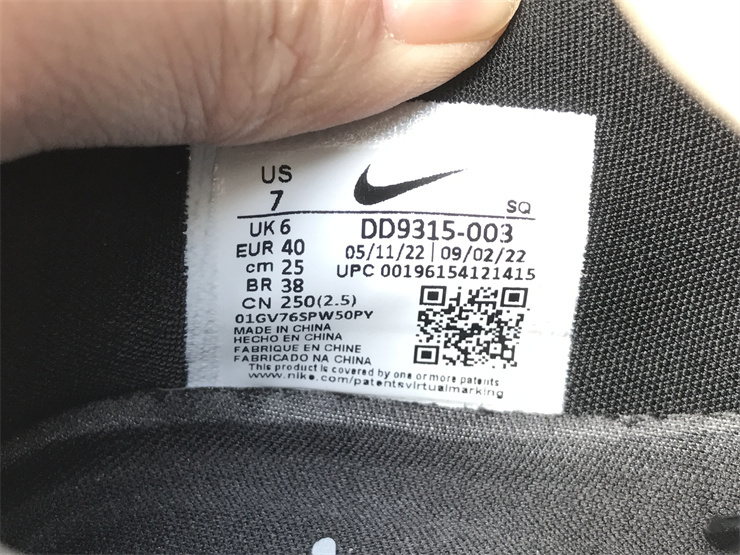 US
7
SQ
UK 6
EUR 40
cm 25
BR 38
CN 250(2.5)
DD9315-003
05/11/22 | 09/02/22
UPC 00196154121415
01GV76SPW50PY
MADE IN CHINA
HECHO EN CHINA
FABRIQUE EN CHINE
FABRICADO NA CHINA
This product is covered by one or more patents
www.nike.com/patentsvirtualmarking